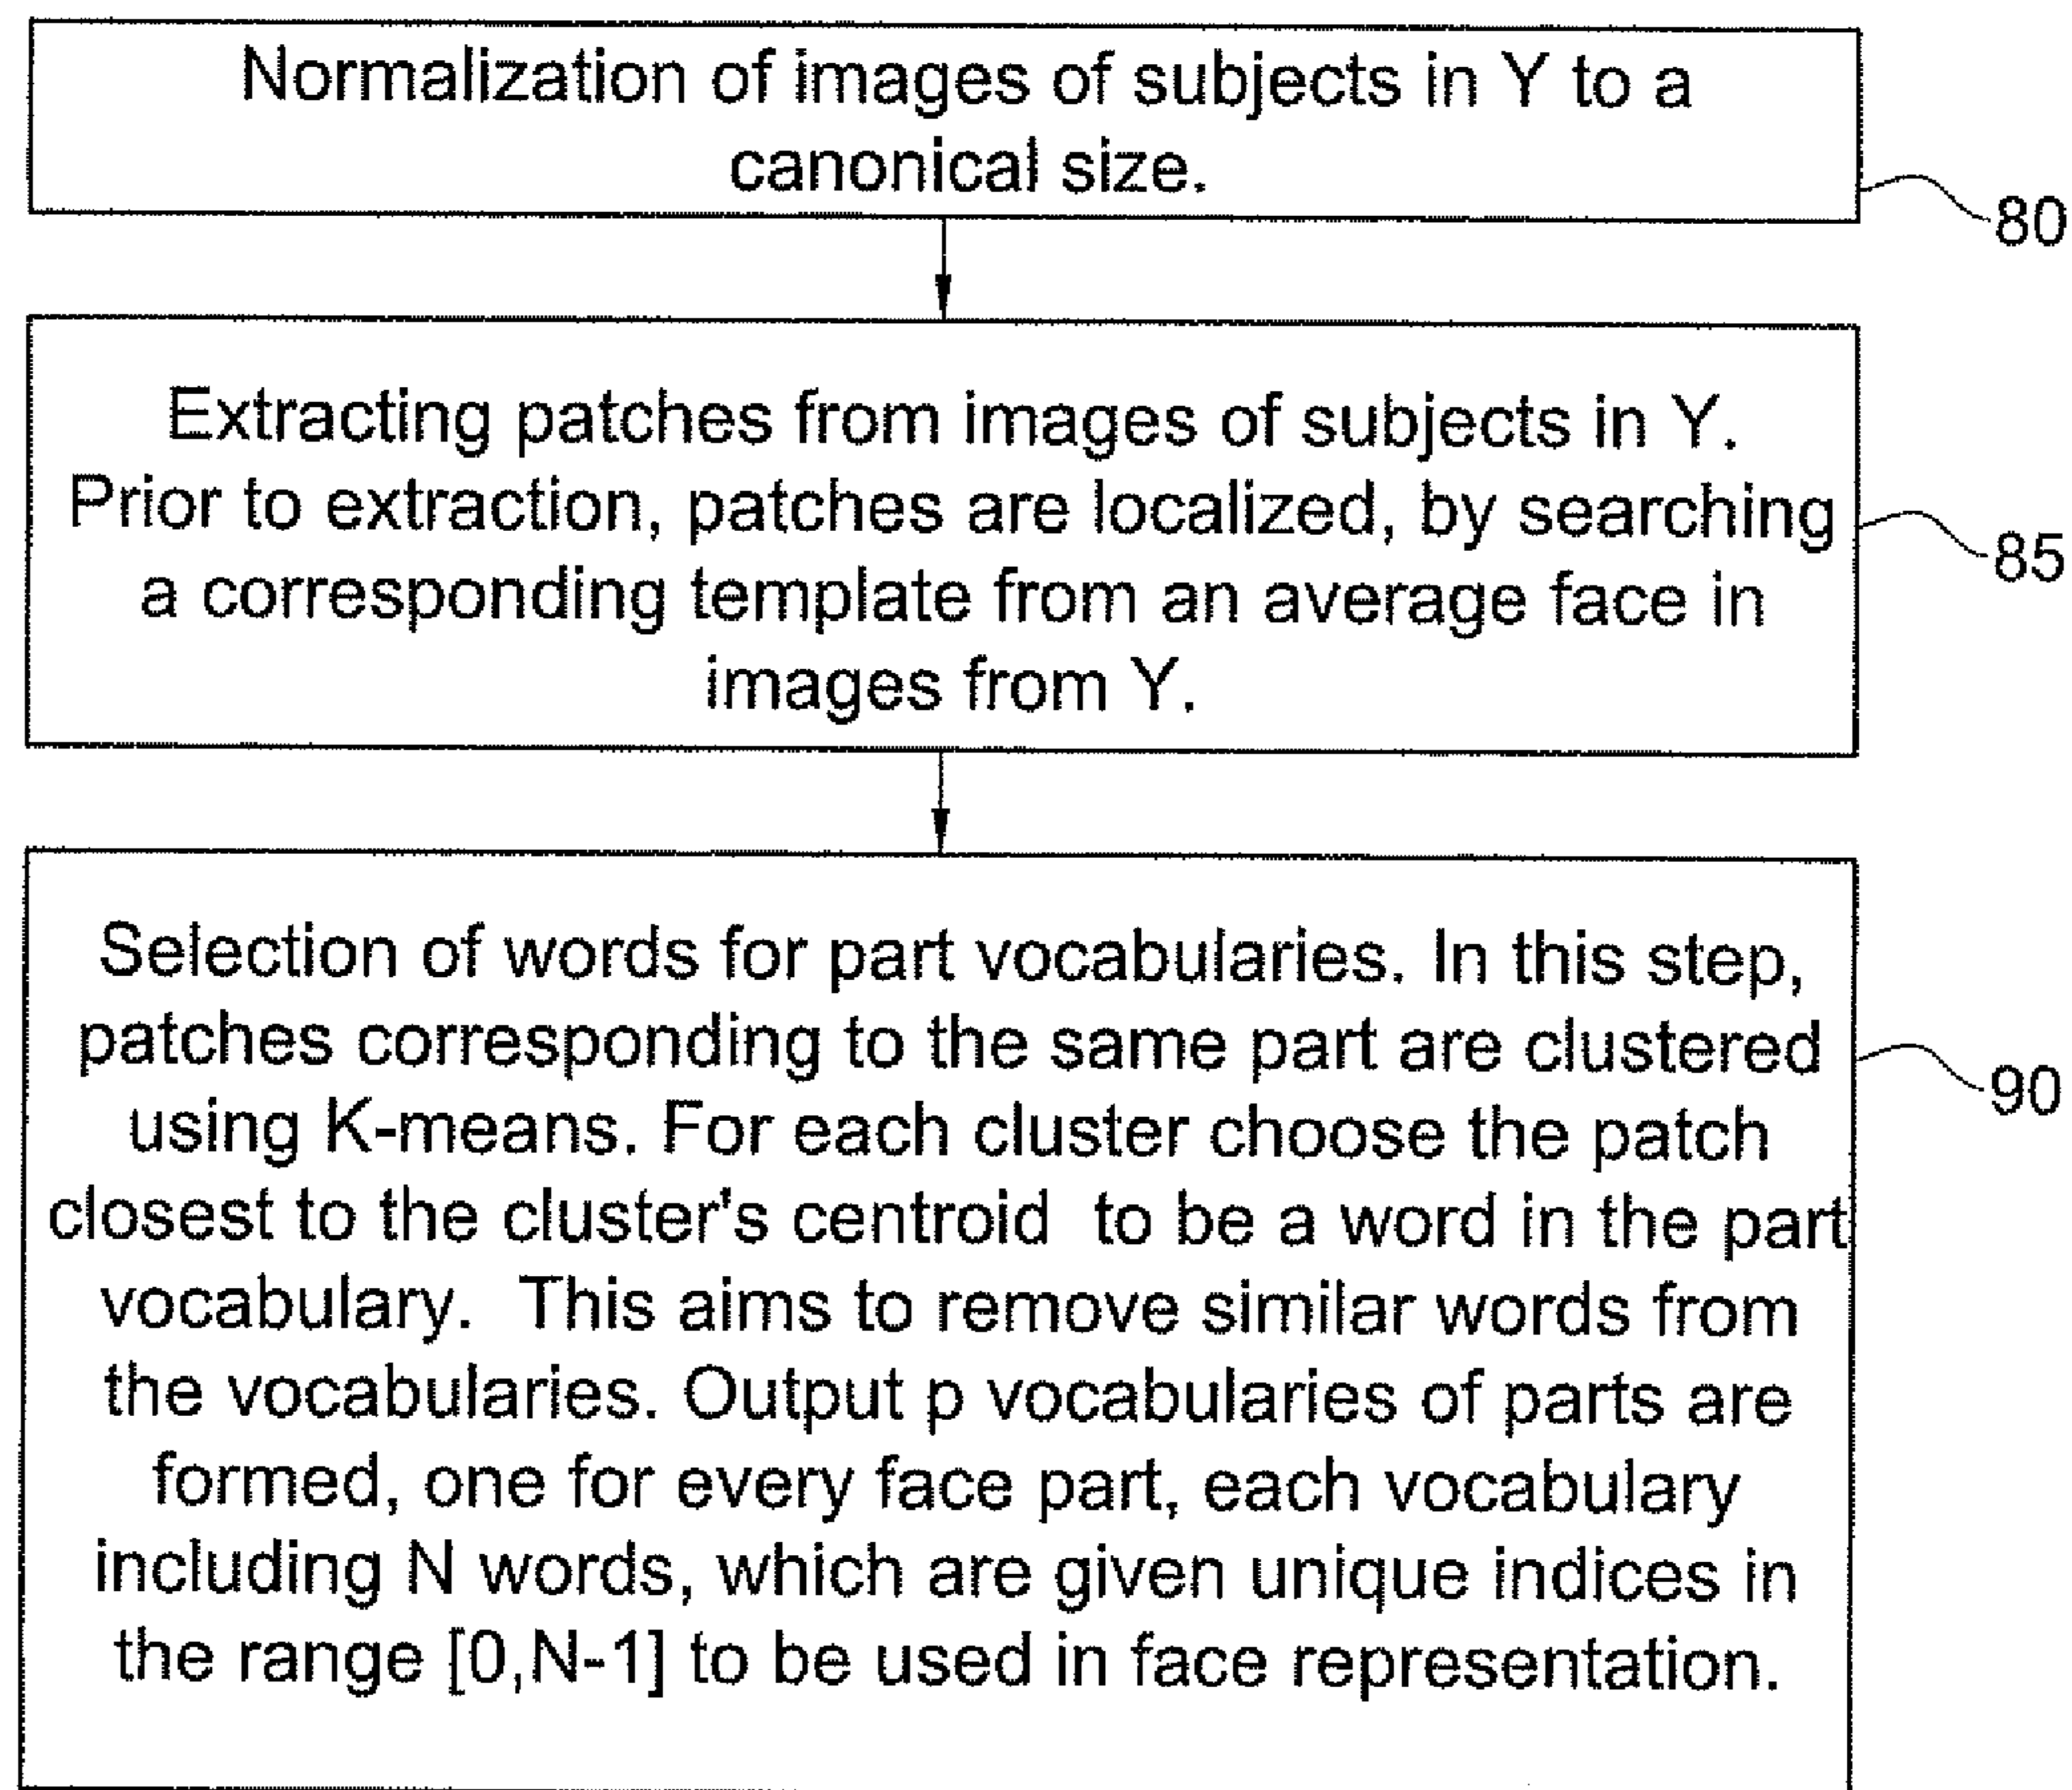 Normalization of images of subjects in Y to a
canonical size.
80
Extracting patches from images of subjects in Y.
Prior to extraction, patches are localized, by searching
a corresponding template from an average face in
images from Y.
85
Selection of words for part vocabularies. In this step,
patches corresponding to the same part are clustered
using K-means. For each cluster choose the patch
closest to the cluster's centroid to be a word in the part
vocabulary. This aims to remove similar words from
the vocabularies. Output p vocabularies of parts are
formed, one for every face part, each vocabulary
including N words, which are given unique indices in
the range [0,N-1] to be used in face representation.
90